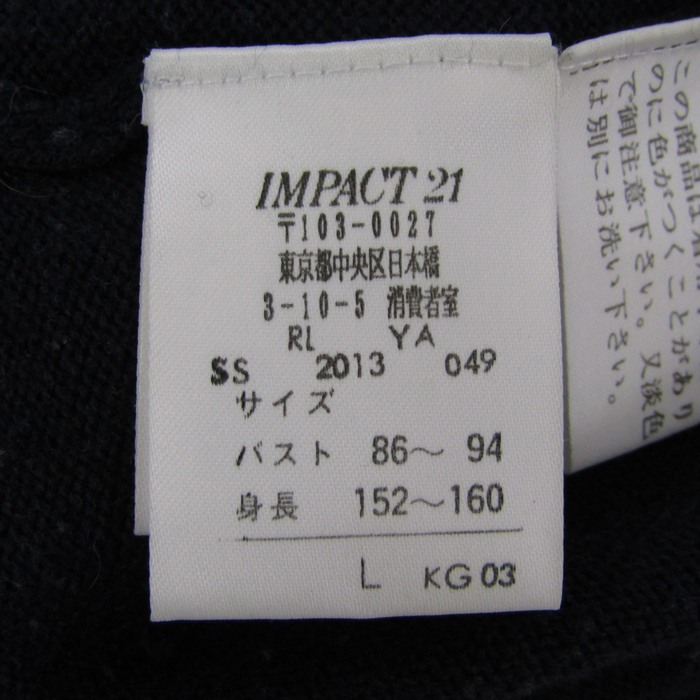 IMPACT 21
〒103-0027
東京都中央区日本橋
3-10-5 消費者室
RL YA
SS 2013 049
サイズ
バスト 86～ 94
身長 152～160
L KG 03
この商品は
のに色がつくことがあり
で御注意下さい。又淡色
は別にお洗い下さい。